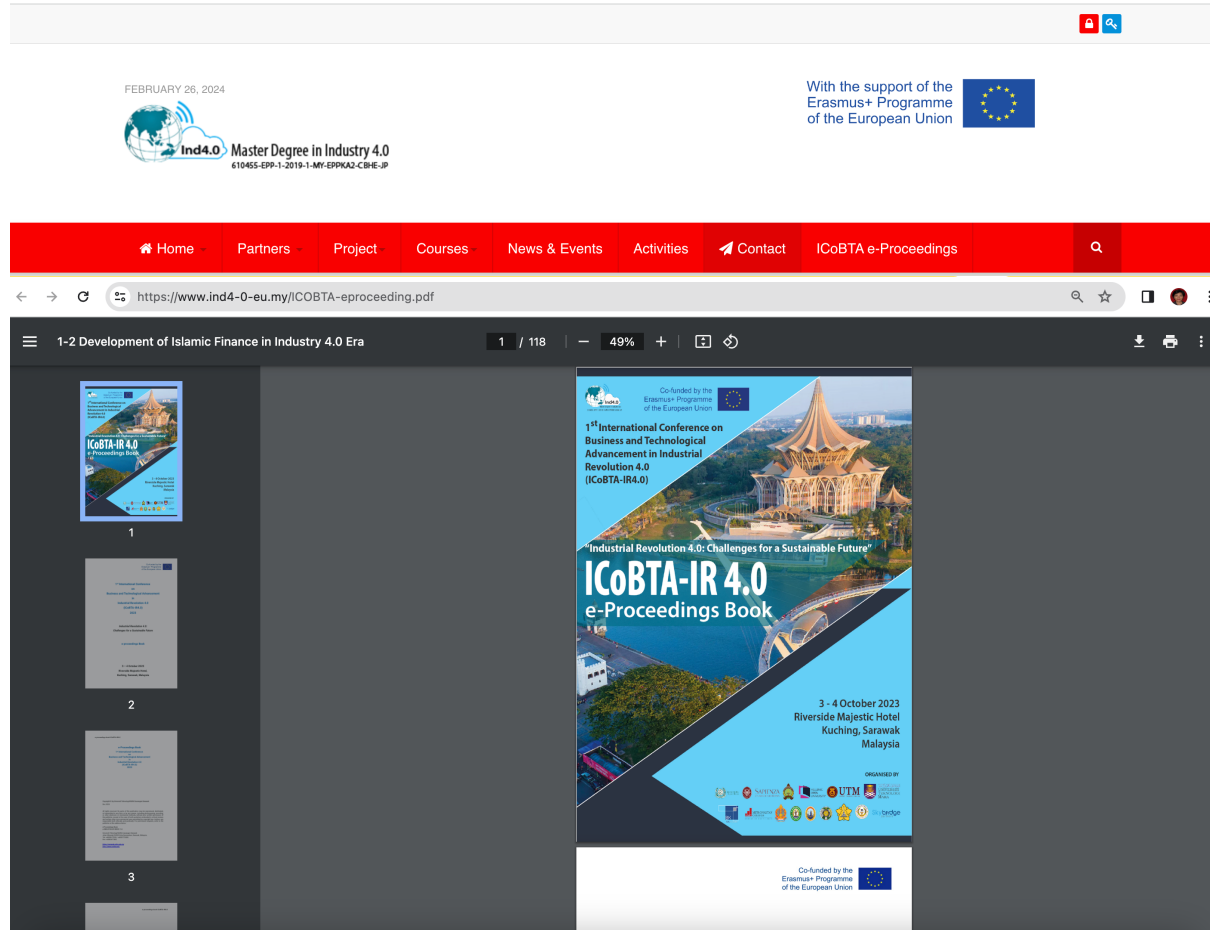 FEBRUARY 26, 2024
With the support of the
Erasmus+ Programme
of the European Union
Ind4.0
Master Degree in Industry 4.0
610455-EPP-1-2019-1-MY-EPPKA2-CBHE-JP
Home
Partners
Project
Courses
News & Events
Activities
Contact
ICoBTA e-Proceedings
https://www.ind4-0-eu.my/ICOBTA-eproceeding.pdf
1-2 Development of Islamic Finance in Industry 4.0 Era
1 / 118
49%
Co-funded by the
Erasmus+ Programme
of the European Union
1st International Conference on
Business and Technological
Advancement in Industrial
Revolution 4.0
(ICoBTA-IR4.0)
"Industrial Revolution 4.0: Challenges for a Sustainable Future"
ICoBTA-IR 4.0
e-Proceedings Book
3 - 4 October 2023
Riverside Majestic Hotel
Kuching, Sarawak
Malaysia
ORGANISED BY
UTM
1
2
3
Co-funded by the
Erasmus+ Programme
of the European Union